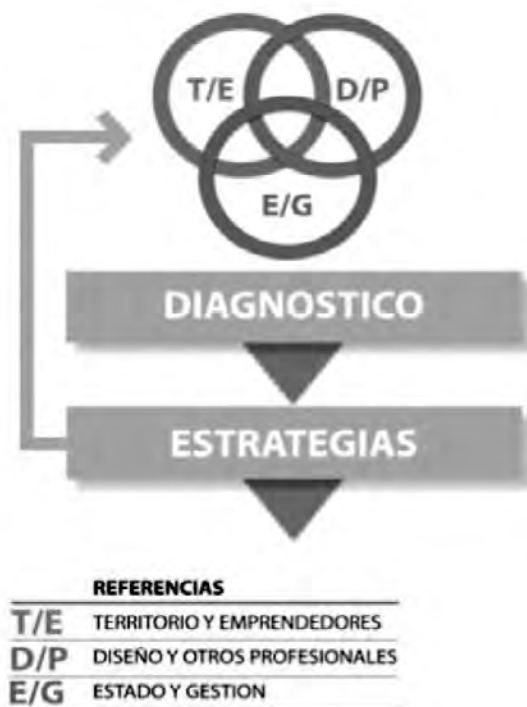 T/E D/P
E/G
DIAGNOSTICO
ESTRATEGIAS
REFERENCIAS
T/E TERRITORIO Y EMPRENDEDORES
D/P DISEÑO Y OTROS PROFESIONALES
E/G ESTADO Y GESTION